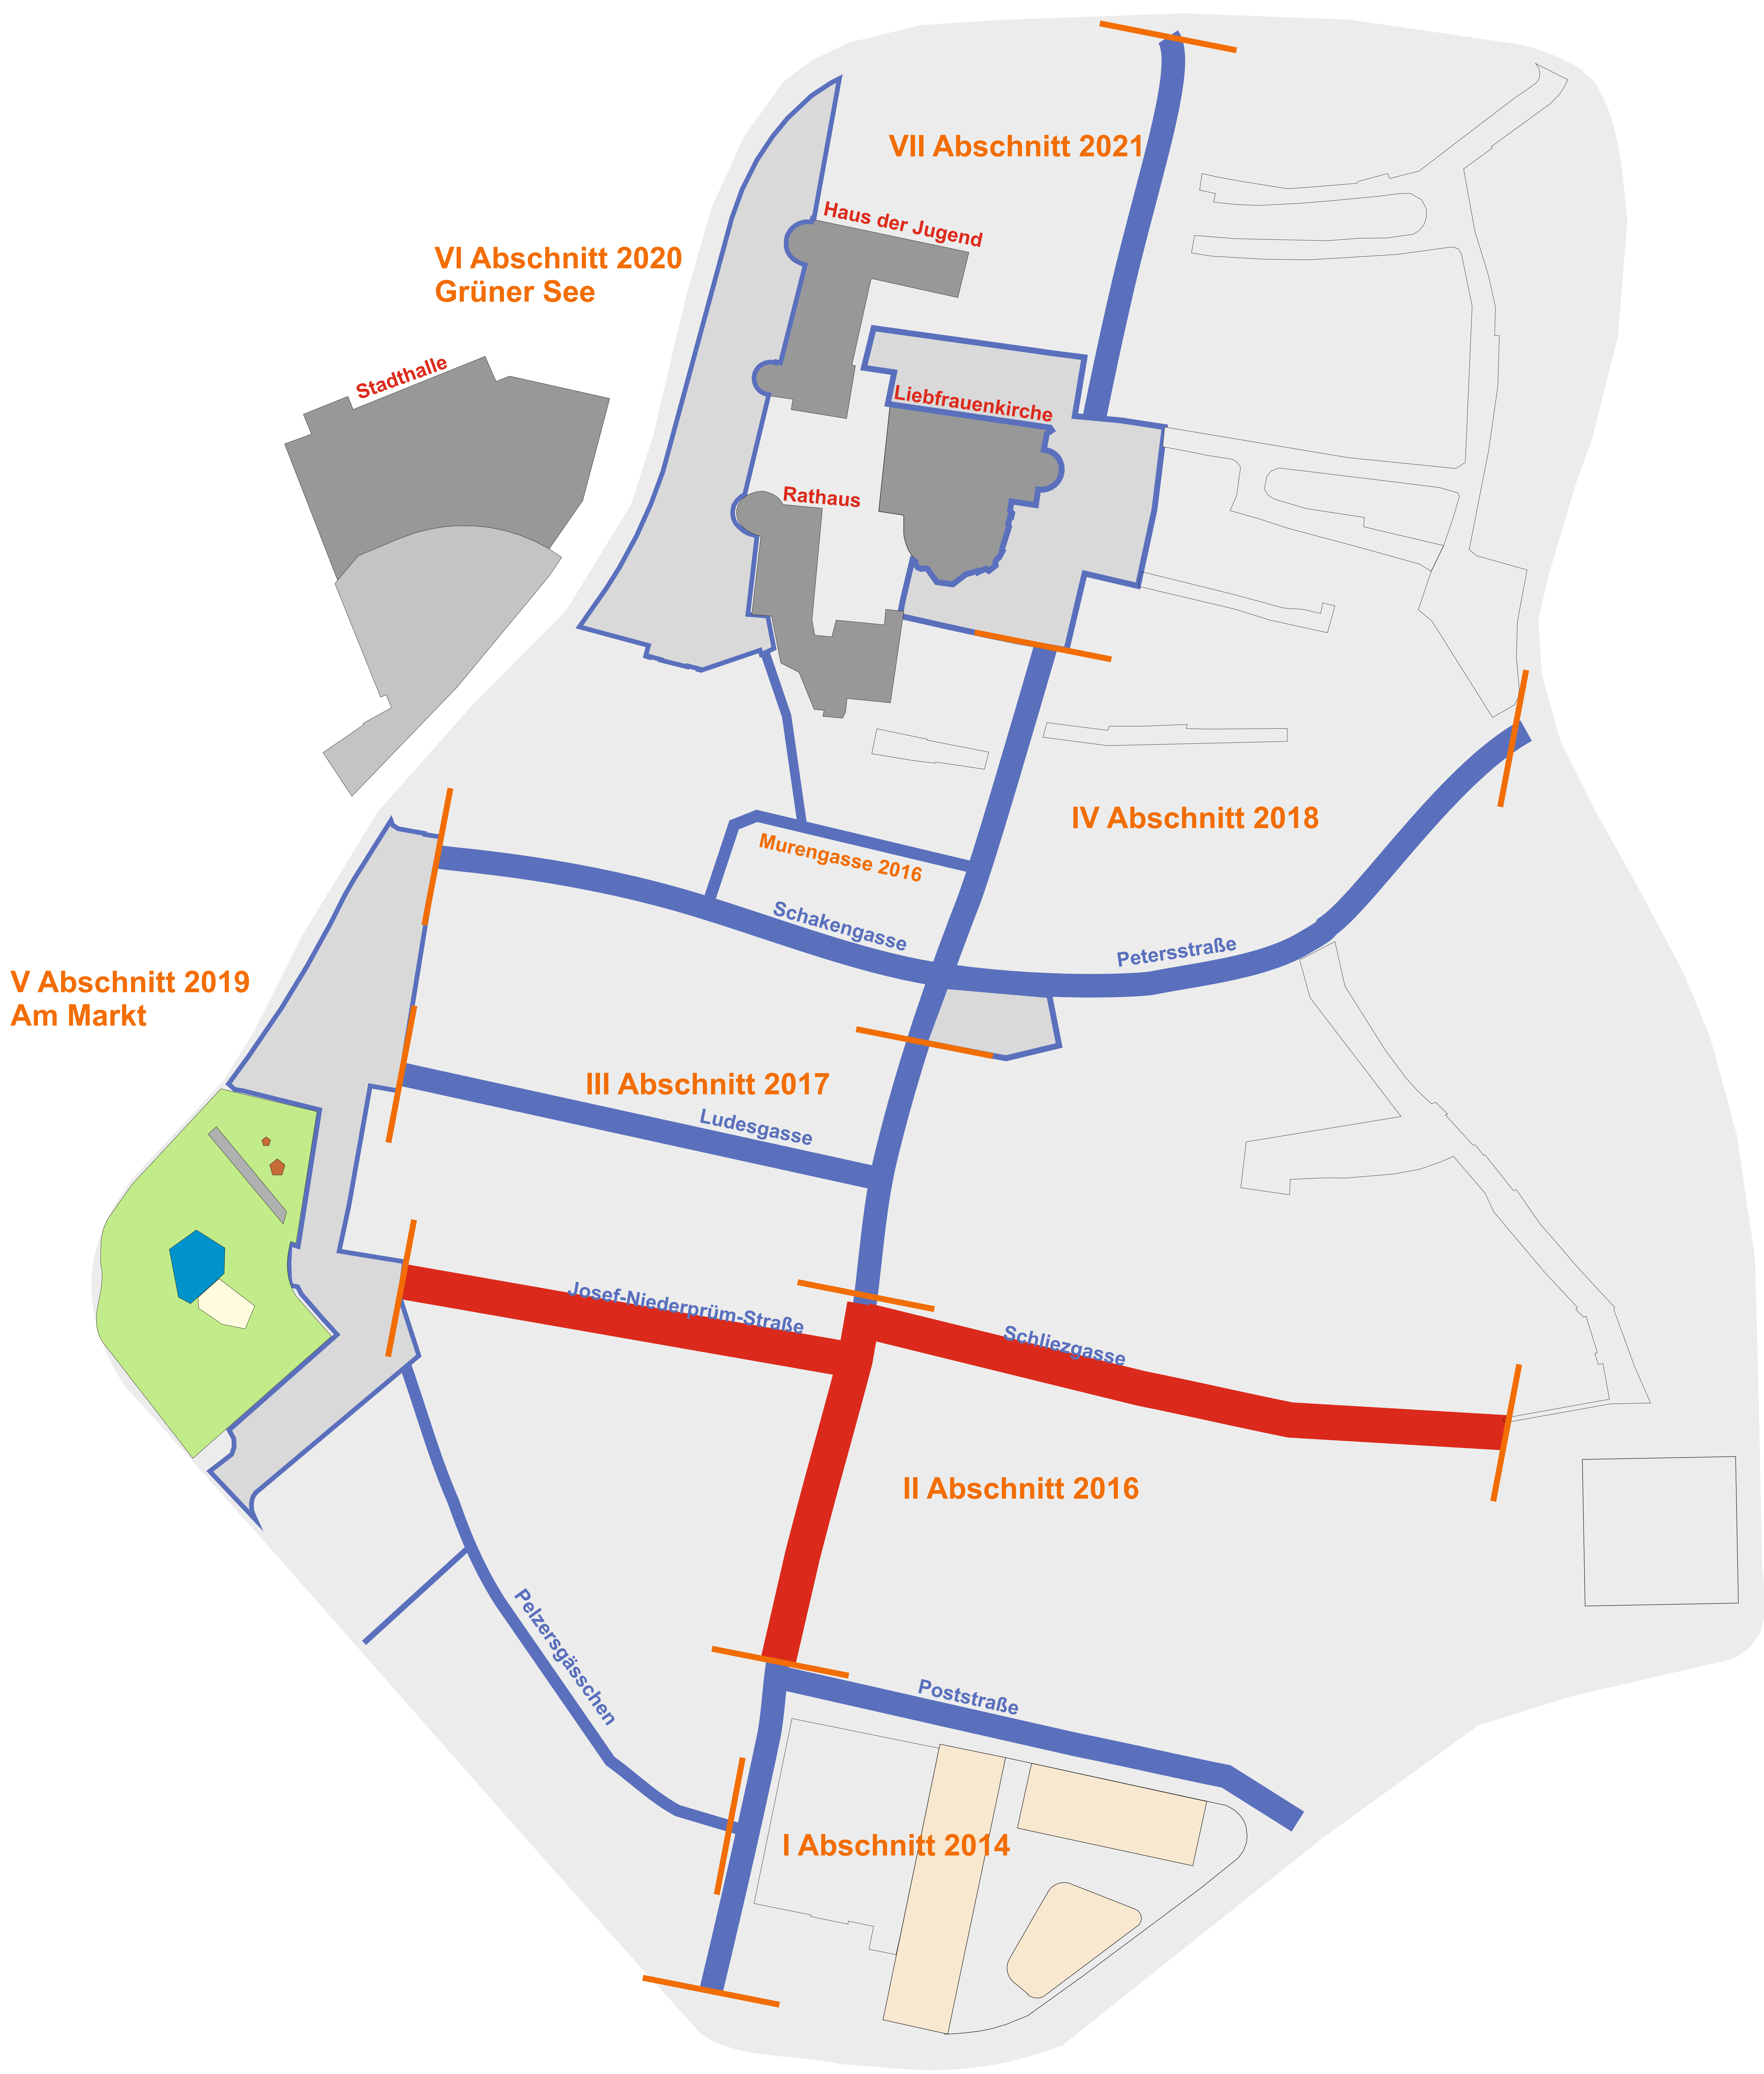 VII Abschnitt 2021
Haus der Jugend
VI Abschnitt 2020
Grüner See
Stadthalle
Liebfrauenkirche
Rathaus
IV Abschnitt 2018
Murengasse 2016
Schakengasse
Petersstraße
V Abschnitt 2019
Am Markt
III Abschnitt 2017
Ludesgasse
Josef-Niederprüm-Straße
Schliezgasse
II Abschnitt 2016
Pelzersgässchen
Poststraße
I Abschnitt 2014